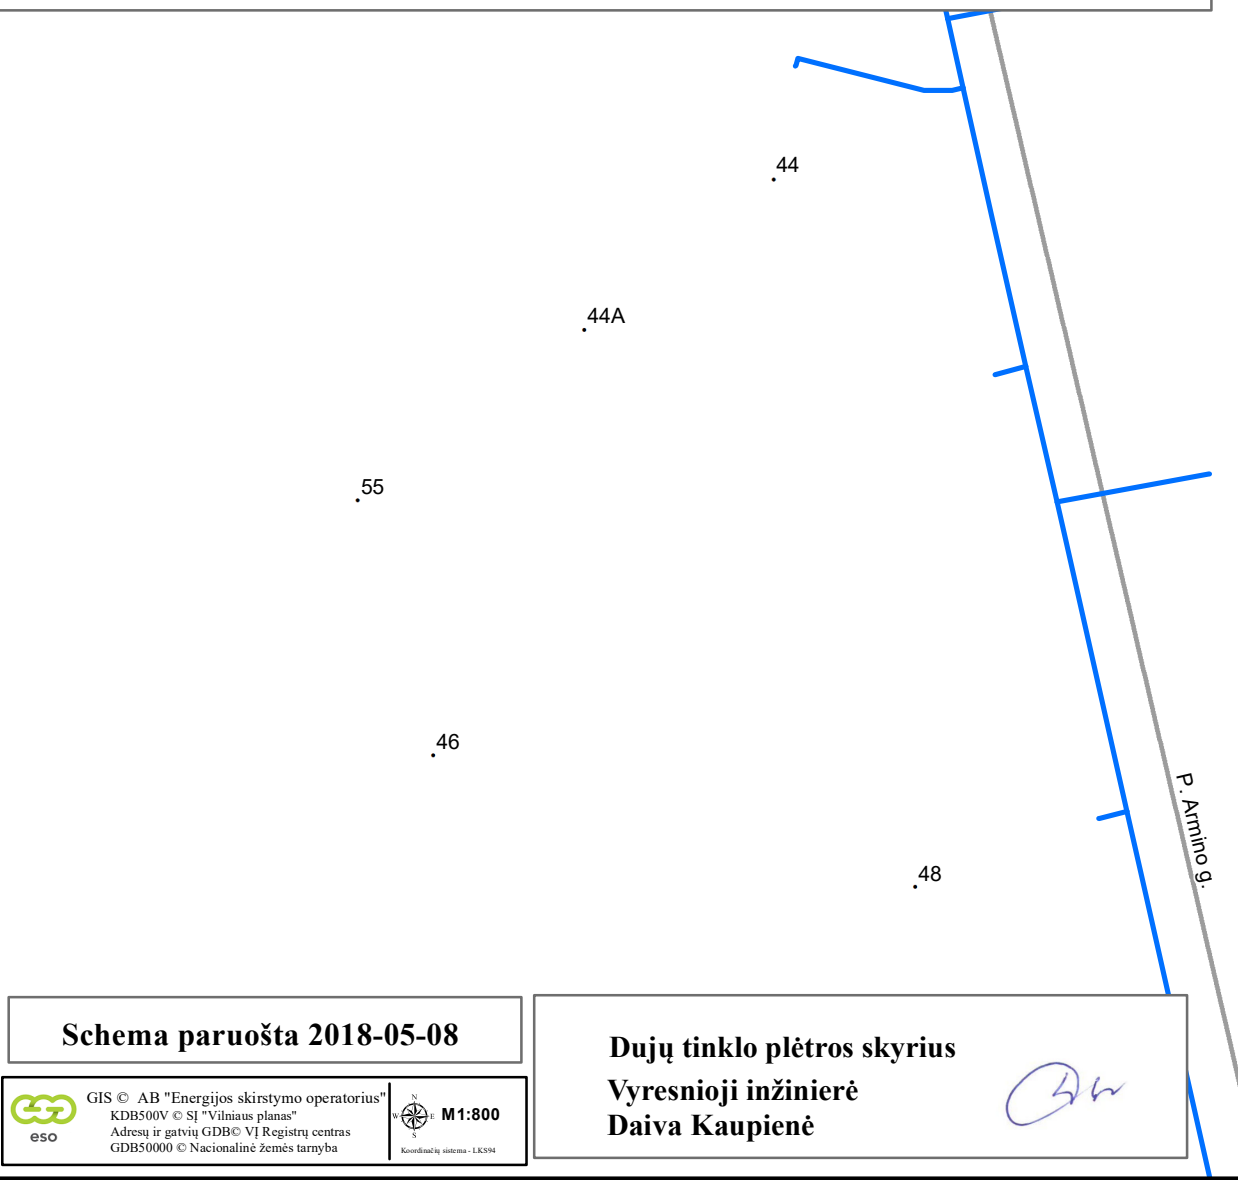 44
44A
55
46
P. Armino g.
48
Schema paruošta 2018-05-08
Dujų tinklo plėtros skyrius
Vyresnioji inžinierė
Daiva Kaupienė
eso
GIS © AB "Energijos skirstymo operatorius"
KDB500V © SĮ "Vilniaus planas"
Adresų ir gatvių GDB© VĮ Registrų centras
GDB50000 © Nacionalinė žemės tarnyba
N
W E
S
M 1:800
Koordinačių sistema - LKS94